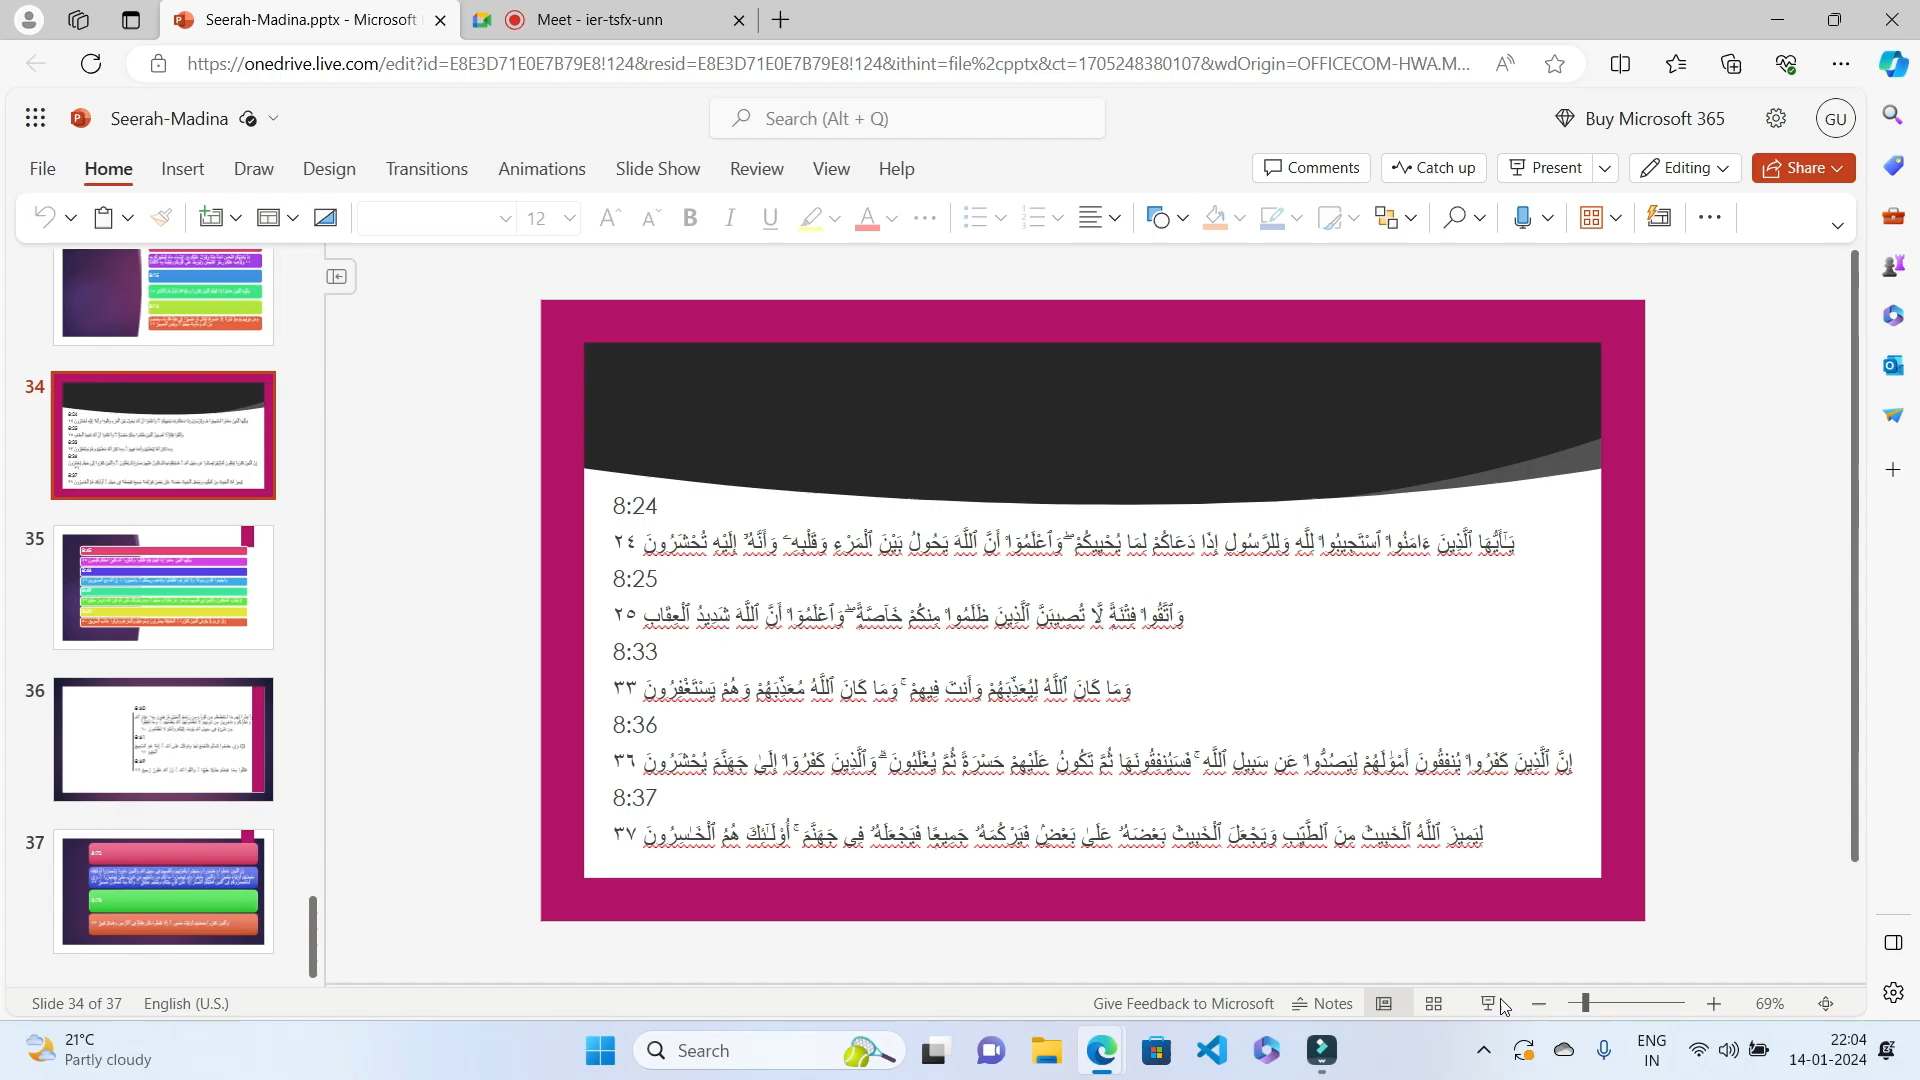 Seerah-Madina.pptx - Microsoft
Meet - ier-tsfx-unn
https://onedrive.live.com/edit?id=E8E3D71E0E7B79E8!124&resid=E8E3D71E0E7B79E8!124&ithint=file%2cpptx&ct=1705248380107&wdOrigin=OFFICECOM-HWA.M...
Seerah-Madina
Search (Alt + Q)
Buy Microsoft 365
GU
File Home Insert Draw Design Transitions Animations Slide Show Review View Help
Comments Catch up Present Editing Share
12
34
35
36
37
8:24
يَـٰٓأَيُّهَا ٱلَّذِينَ ءَامَنُوا۟ ٱسْتَجِيبُوا۟ لِلَّهِ وَلِلرَّسُولِ إِذَا دَعَاكُمْ لِمَا يُحْيِيكُمْ ۖ وَٱعْلَمُوٓا۟ أَنَّ ٱللَّهَ يَحُولُ بَيْنَ ٱلْمَرْءِ وَقَلْبِهِۦ وَأَنَّهُۥٓ إِلَيْهِ تُحْشَرُونَ ٢٤
8:25
وَٱتَّقُوا۟ فِتْنَةًۭ لَّا تُصِيبَنَّ ٱلَّذِينَ ظَلَمُوا۟ مِنكُمْ خَآصَّةًۭ ۖ وَٱعْلَمُوٓا۟ أَنَّ ٱللَّهَ شَدِيدُ ٱلْعِقَابِ ٢٥
8:33
وَمَا كَانَ ٱللَّهُ لِيُعَذِّبَهُمْ وَأَنتَ فِيهِمْ ۚ وَمَا كَانَ ٱللَّهُ مُعَذِّبَهُمْ وَهُمْ يَسْتَغْفِرُونَ ٣٣
8:36
إِنَّ ٱلَّذِينَ كَفَرُوا۟ يُنفِقُونَ أَمْوَٰلَهُمْ لِيَصُدُّوا۟ عَن سَبِيلِ ٱللَّهِ ۚ فَسَيُنفِقُونَهَا ثُمَّ تَكُونُ عَلَيْهِمْ حَسْرَةًۭ ثُمَّ يُغْلَبُونَ ۗ وَٱلَّذِينَ كَفَرُوٓا۟ إِلَىٰ جَهَنَّمَ يُحْشَرُونَ ٣٦
8:37
لِيَمِيزَ ٱللَّهُ ٱلْخَبِيثَ مِنَ ٱلطَّيِّبِ وَيَجْعَلَ ٱلْخَبِيثَ بَعْضَهُۥ عَلَىٰ بَعْضٍۢ فَيَرْكُمَهُۥ جَمِيعًۭا فَيَجْعَلَهُۥ فِى جَهَنَّمَ ۚ أُو۟لَـٰٓئِكَ هُمُ ٱلْخَـٰسِرُونَ ٣٧
Slide 34 of 37 English (U.S.) Give Feedback to Microsoft Notes 69%
21°C
Partly cloudy
Search
ENG
IN
22:04
14-01-2024